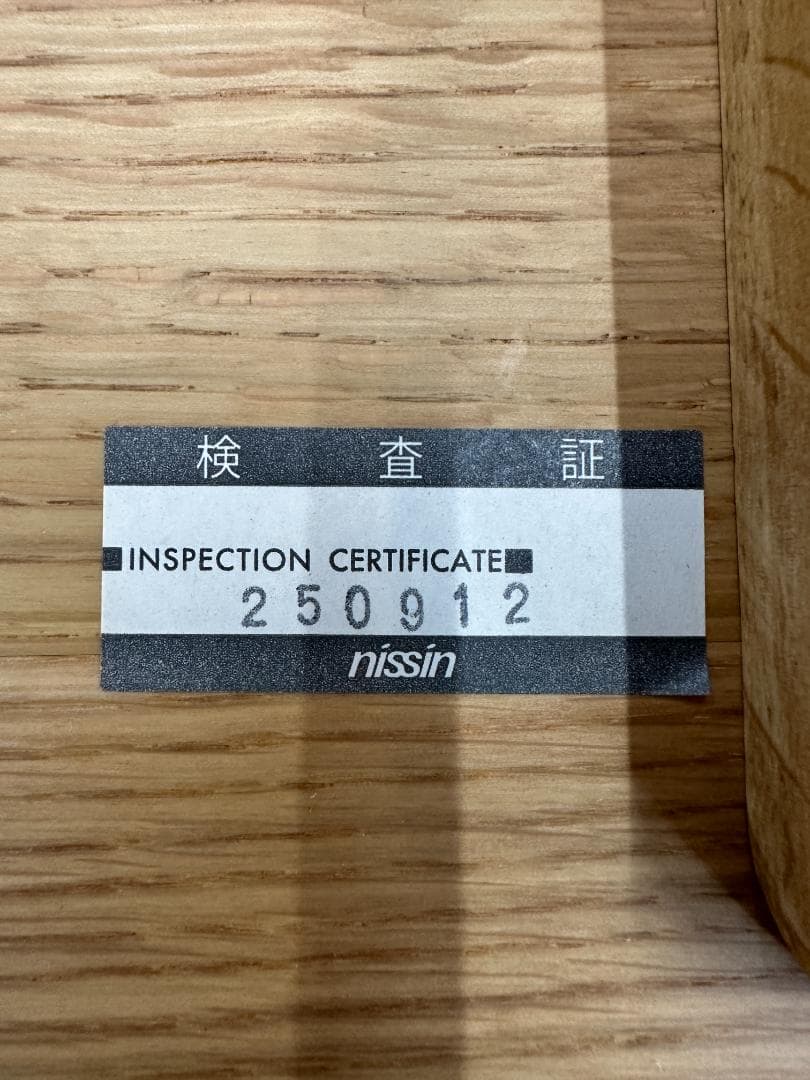 検 査 証
■INSPECTION CERTIFICATE■
250912
nissin